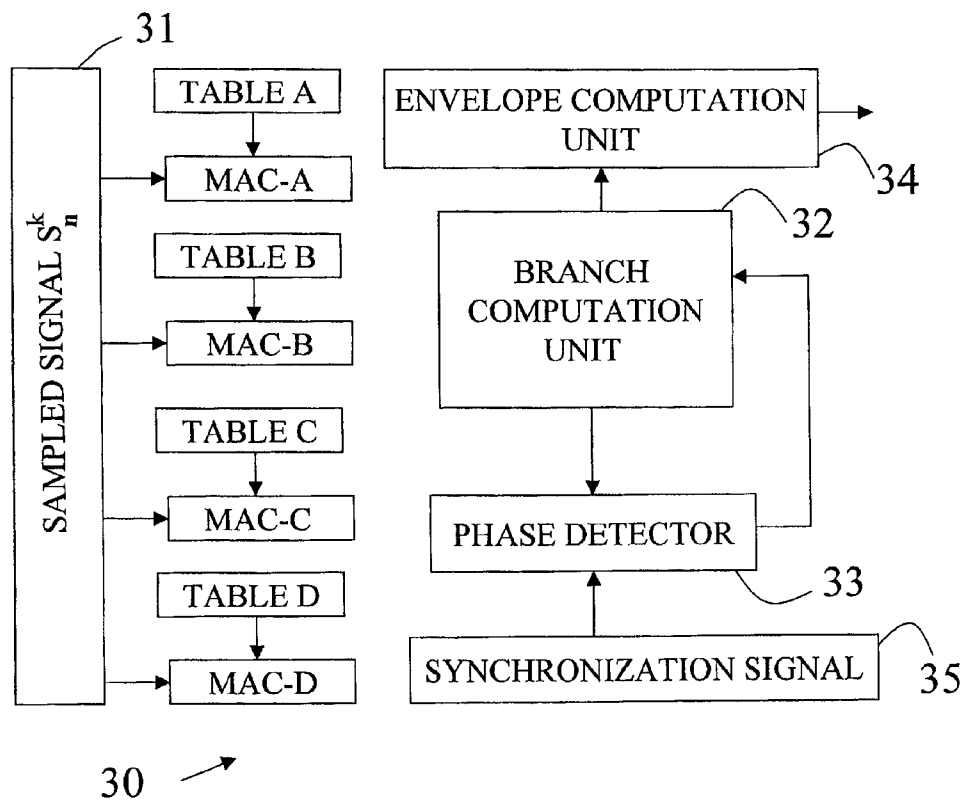 31
SAMPLED SIGNAL S_n^k
TABLE A
MAC-A
TABLE B
MAC-B
TABLE C
MAC-C
TABLE D
MAC-D
ENVELOPE COMPUTATION
UNIT
34
32
BRANCH
COMPUTATION
UNIT
PHASE DETECTOR
33
SYNCHRONIZATION SIGNAL
35
30